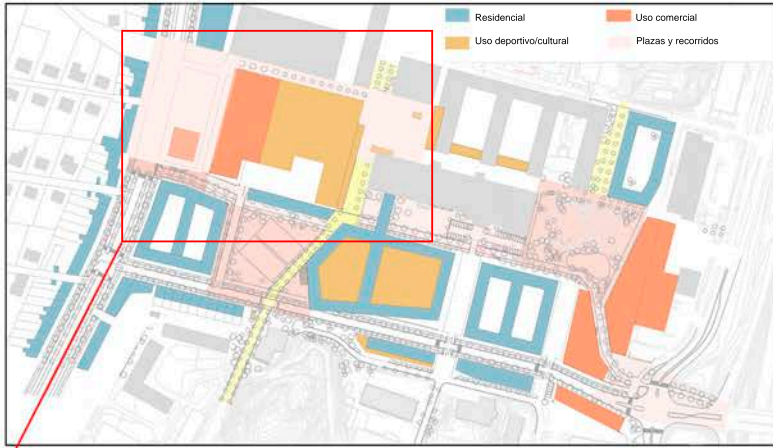 Residencial
Uso comercial
Uso deportivo/cultural
Plazas y recorridos